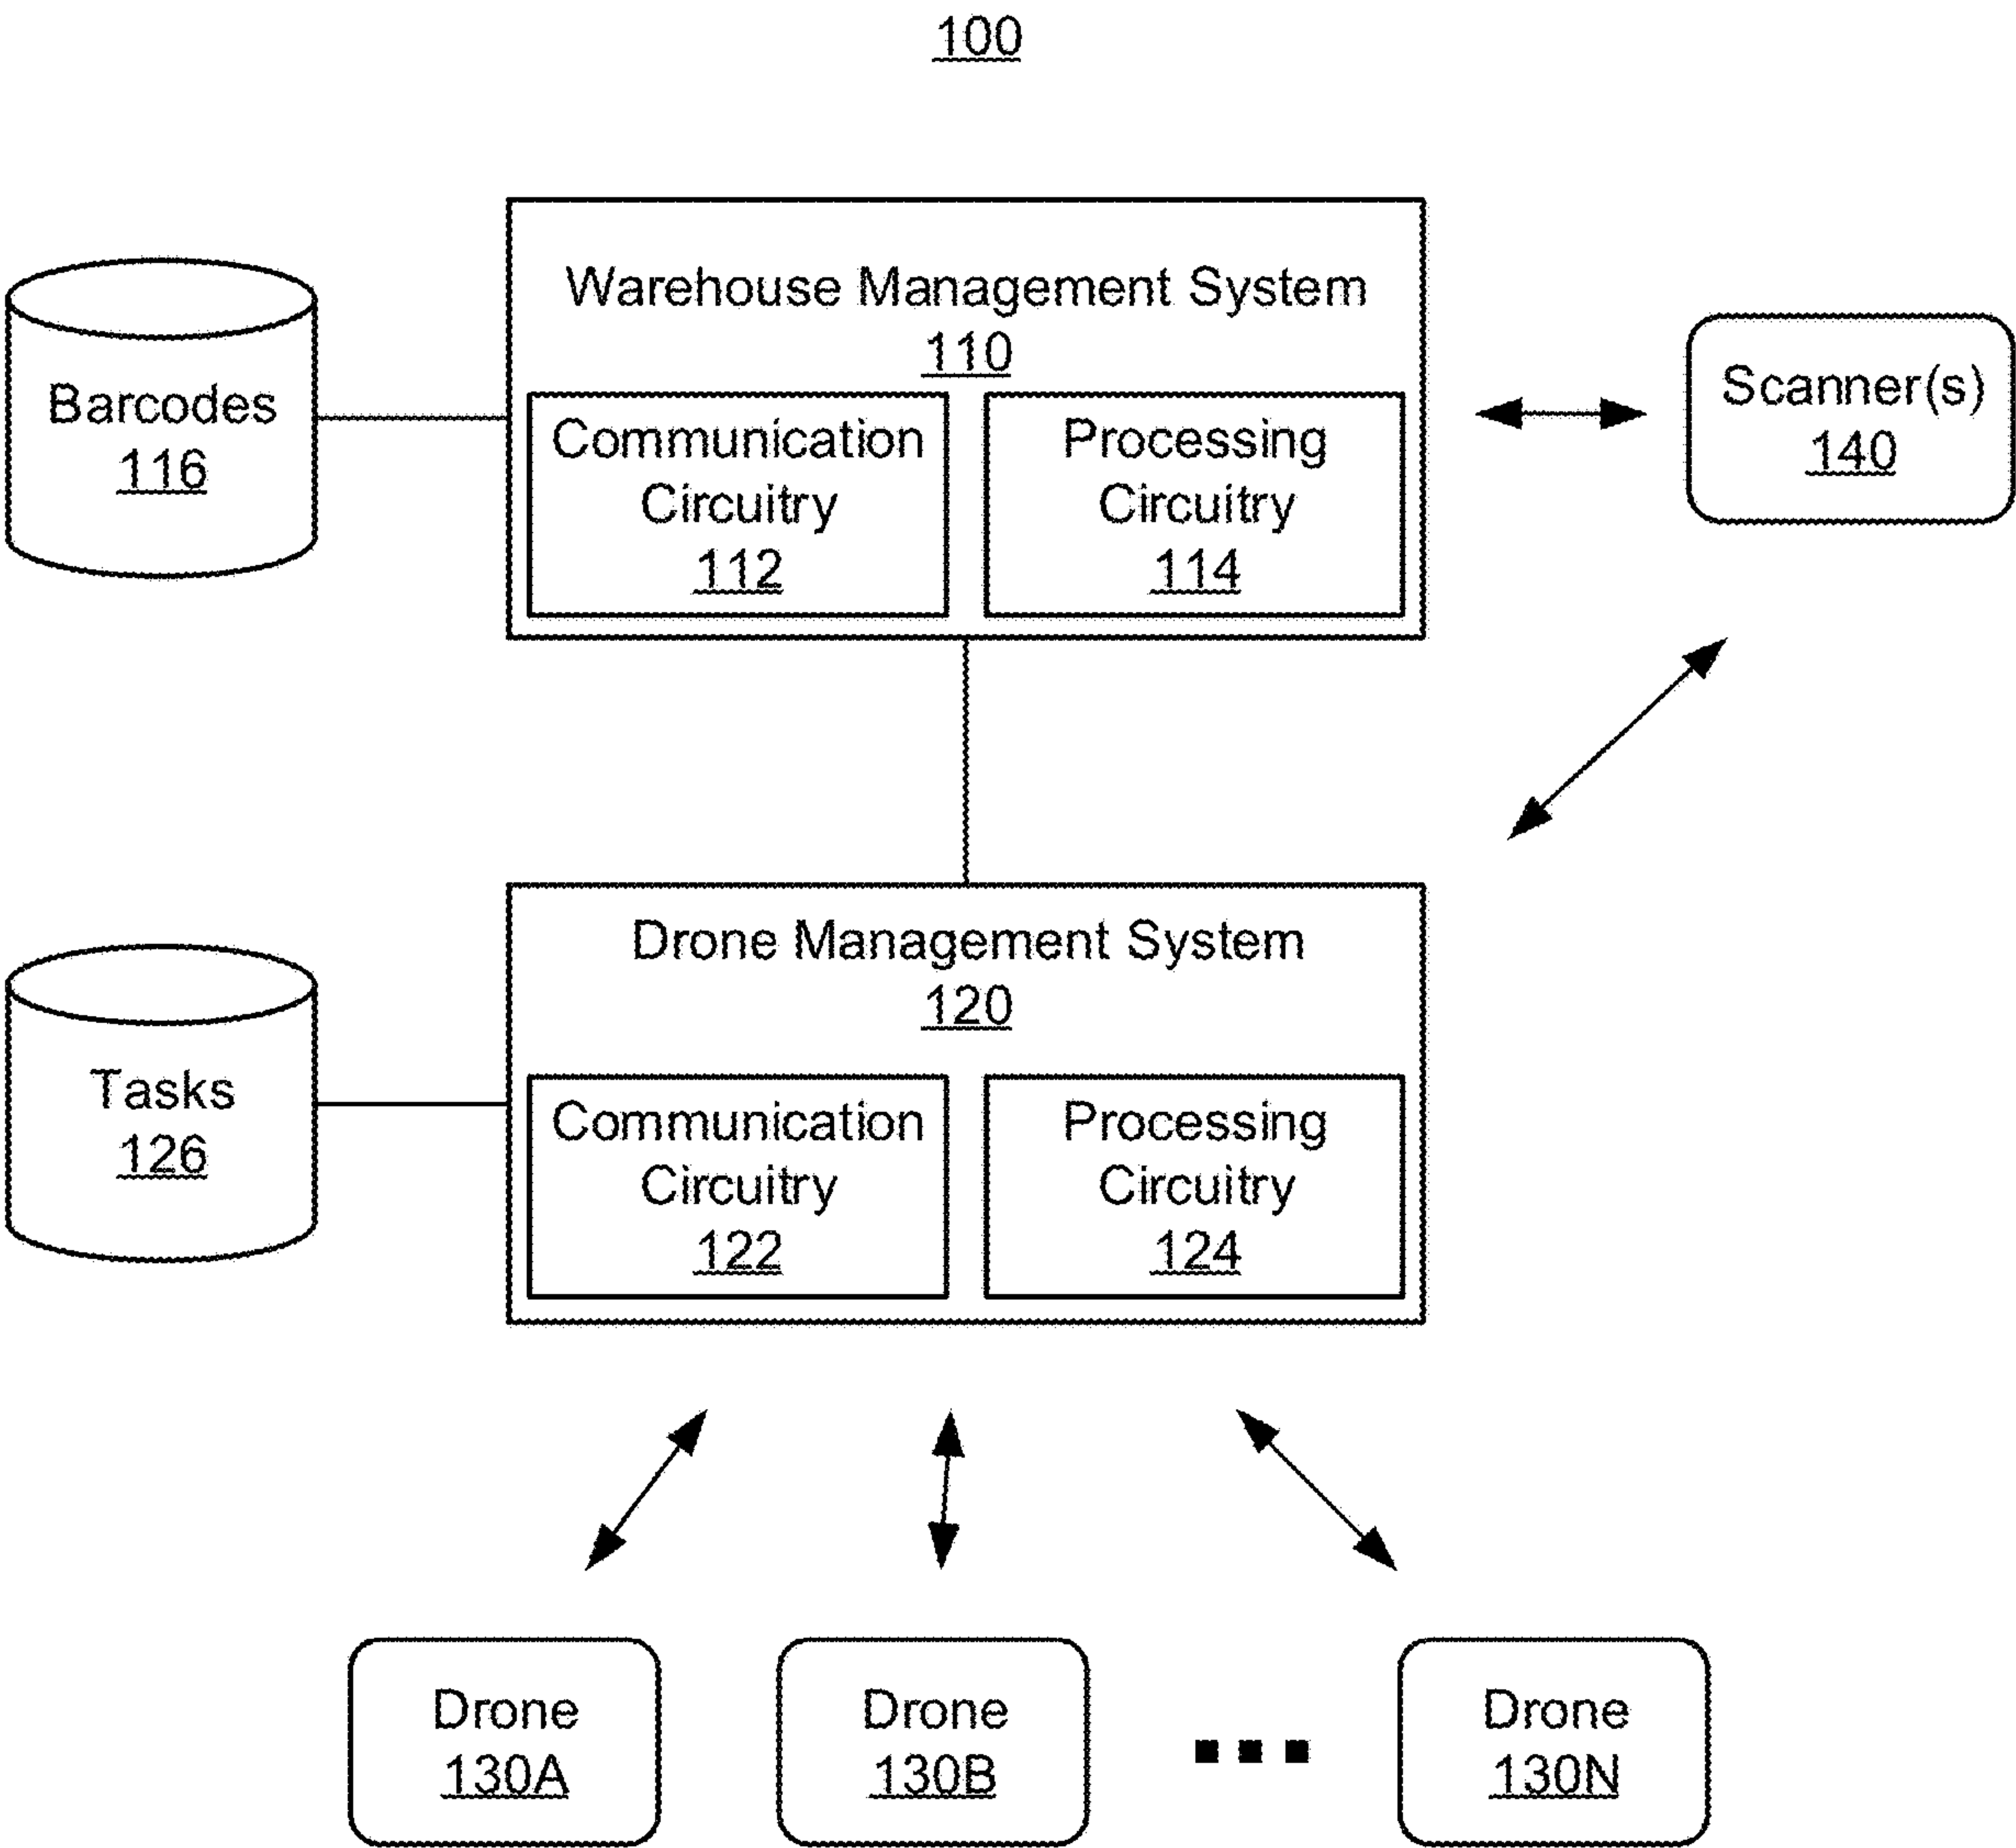 100
Warehouse Management System
110
Barcodes
116
Communication
Circuitry
112
Processing
Circuitry
114
Scanner(s)
140
Drone Management System
120
Tasks
126
Communication
Circuitry
122
Processing
Circuitry
124
Drone
130A
Drone
130B
Drone
130N